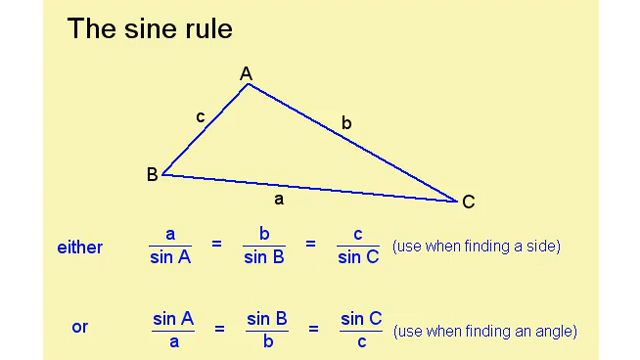 The sine rule
A
c
b
B
a
C
either a/sin A = b/sin B = c/sin C (use when finding a side)
or sin A/a = sin B/b = sin C/c (use when finding an angle)